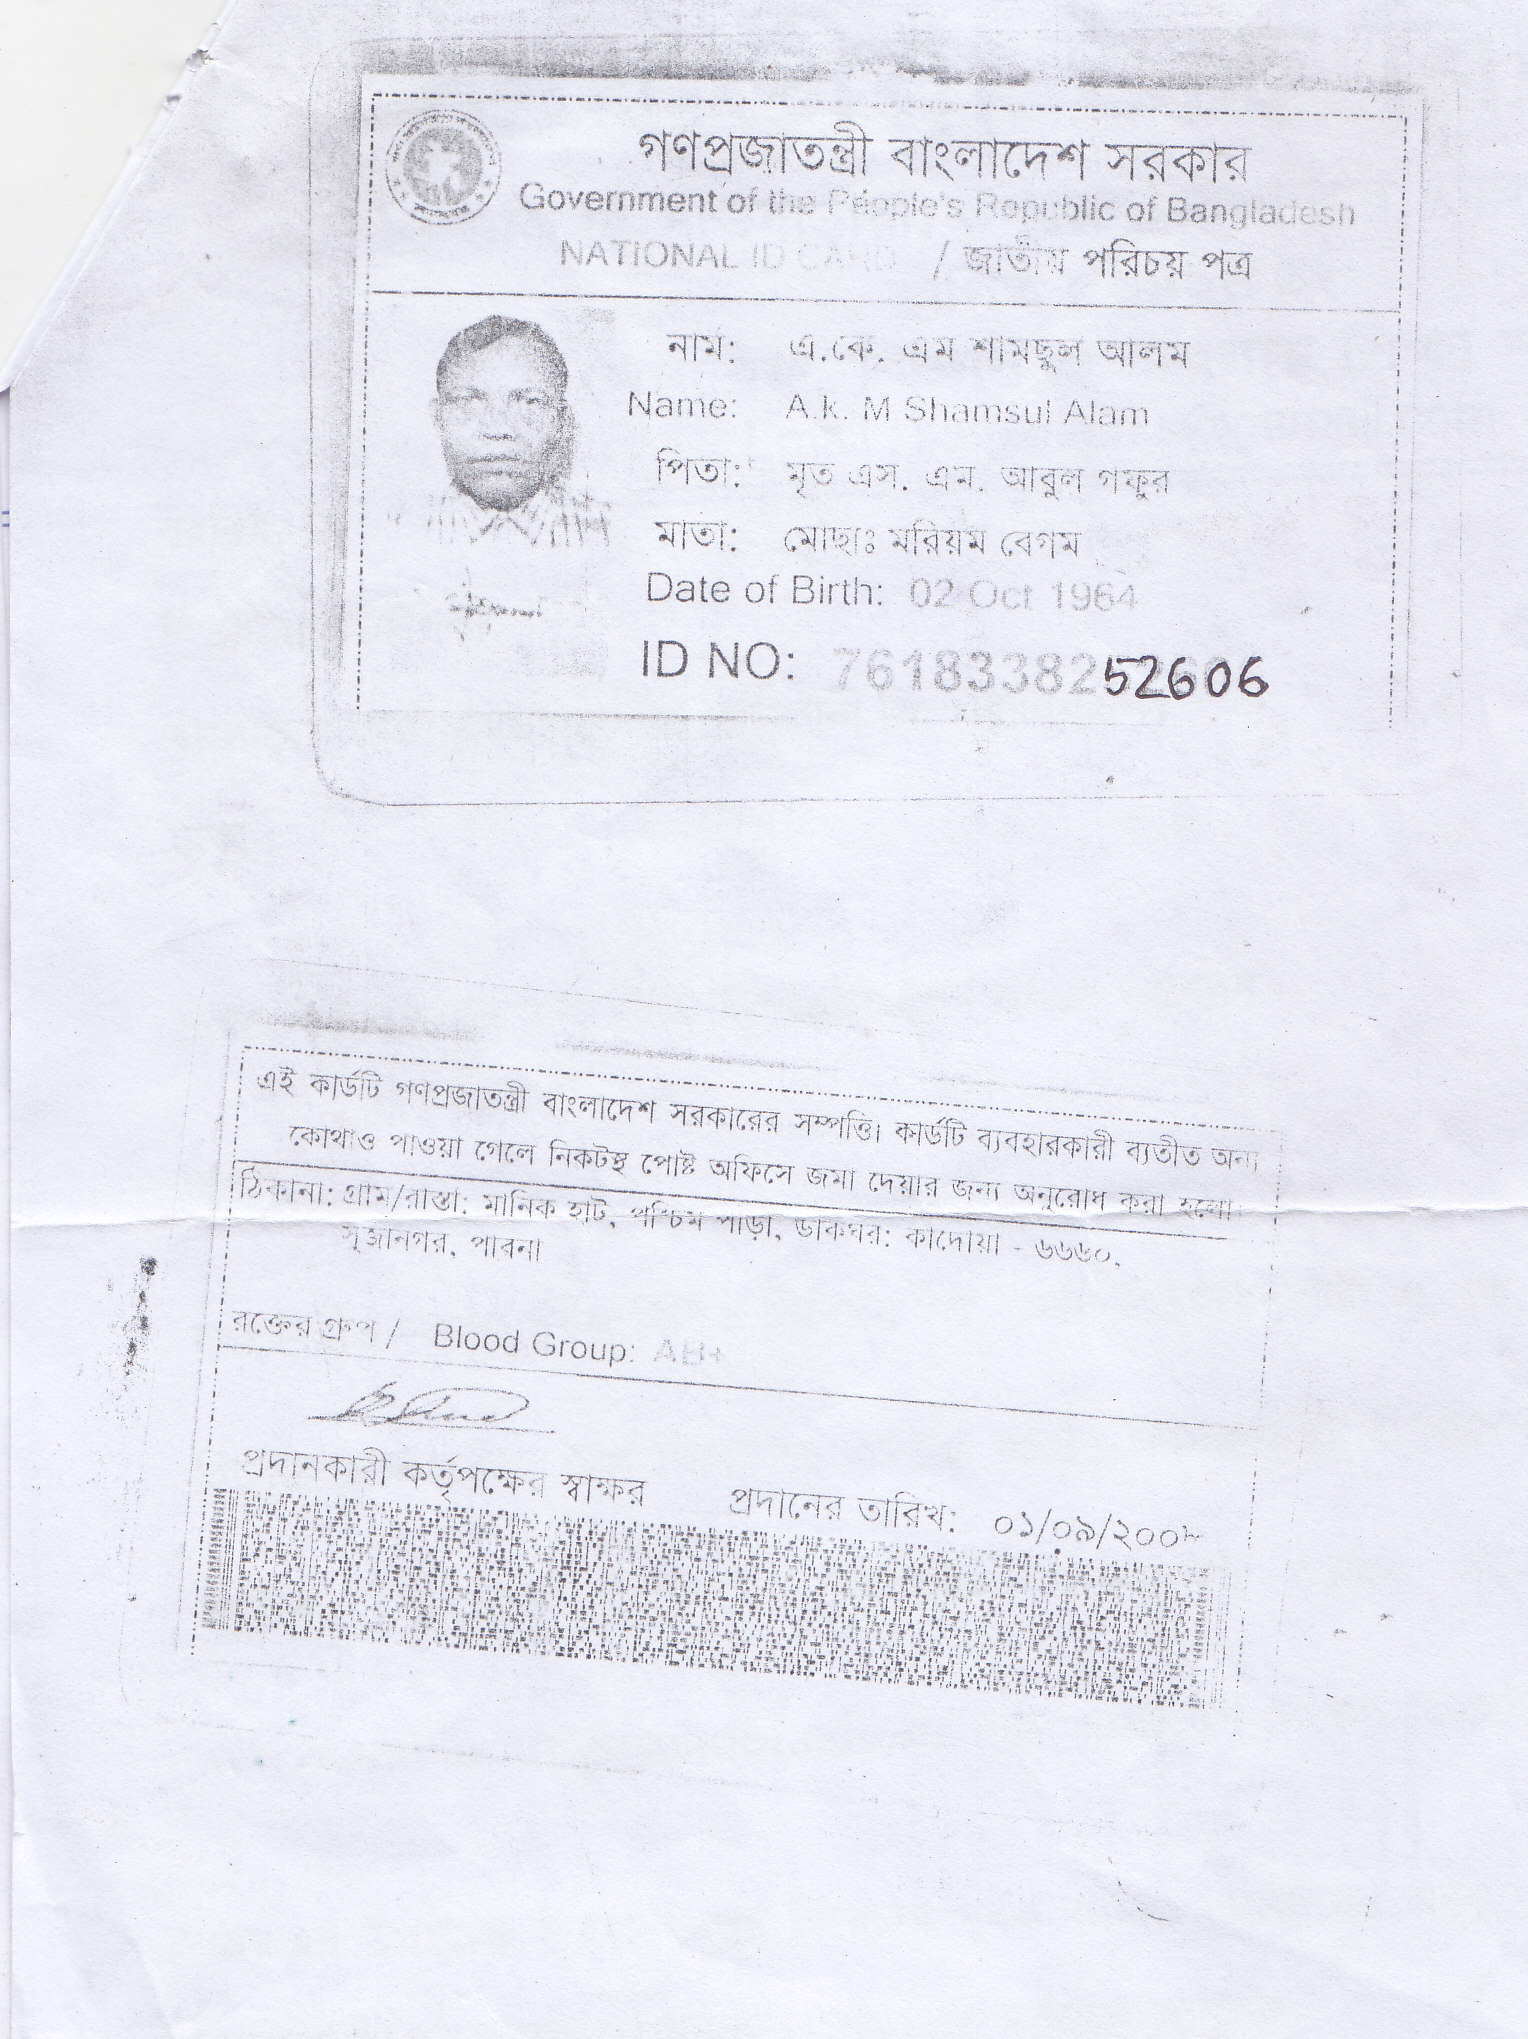 গণপ্রজাতন্ত্রী বাংলাদেশ সরকার
Government of the People's Republic of Bangladesh
NATIONAL ID CARD / জাতীয় পরিচয় পত্র
নাম: এ.কে. এম শামছুল আলম
Name: A.k. M Shamsul Alam
পিতা: মৃত এস. এম. আবুল গফুর
মাতা: মোছাঃ মরিয়ম বেগম
Date of Birth: 02 Oct 1964
ID NO: 7618338252606
এই কার্ডটি গণপ্রজাতন্ত্রী বাংলাদেশ সরকারের সম্পত্তি। কার্ডটি ব্যবহারকারী ব্যতীত অন্য
কোথাও পাওয়া গেলে নিকটস্থ পোষ্ট অফিসে জমা দেয়ার জন্য অনুরোধ করা হলো।
ঠিকানা: গ্রাম/রাস্তা: মানিক হাট, পশ্চিম পাড়া, ডাকঘর: কাদোয়া - ৬৬৬০,
সুজানগর, পাবনা
রক্তের গ্রুপ / Blood Group: AB+
প্রদানকারী কর্তৃপক্ষের স্বাক্ষর প্রদানের তারিখ: ০১/০৯/২০০৮